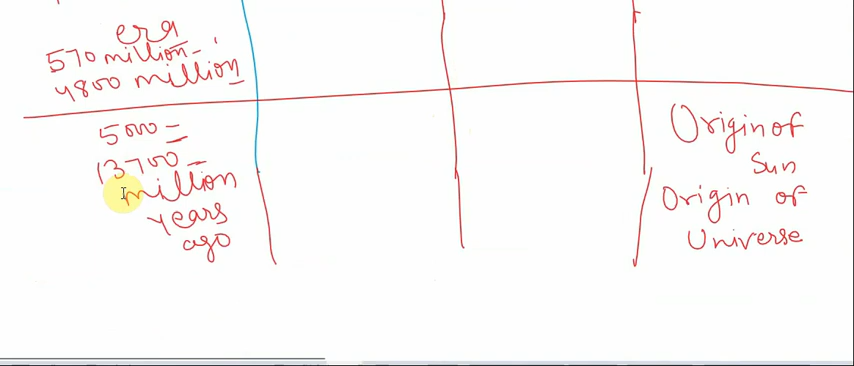 era
570 million -
4800 million
5000 =
13700 -
million
years
ago
Origin of
Sun
Origin of
Universe